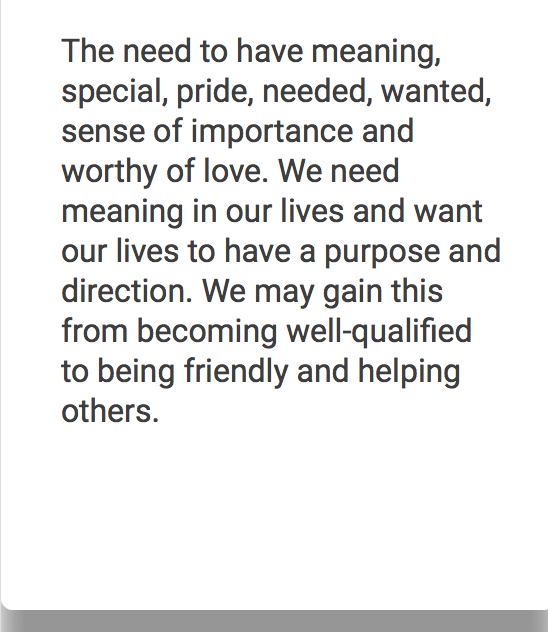 The need to have meaning,
special, pride, needed, wanted,
sense of importance and
worthy of love. We need
meaning in our lives and want
our lives to have a purpose and
direction. We may gain this
from becoming well-qualified
to being friendly and helping
others.